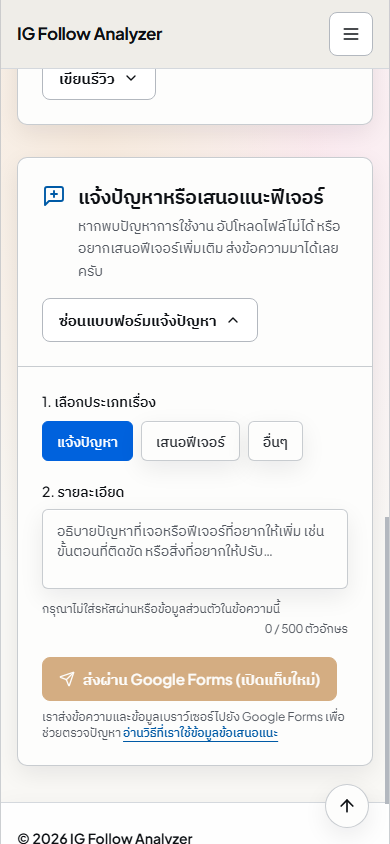 IG Follow Analyzer
เขียนรีวิว
แจ้งปัญหาหรือเสนอแนะฟีเจอร์
หากพบปัญหาการใช้งาน อัปโหลดไฟล์ไม่ได้ หรือ
อยากเสนอฟีเจอร์เพิ่มเติม ส่งข้อความมาได้เลย
ครับ
ซ่อนแบบฟอร์มแจ้งปัญหา
1. เลือกประเภทเรื่อง
แจ้งปัญหา เสนอฟีเจอร์ อื่นๆ
2. รายละเอียด
อธิบายปัญหาที่เจอหรือฟีเจอร์ที่อยากให้เพิ่ม เช่น
ขั้นตอนที่ติดขัด หรือสิ่งที่อยากให้ปรับ...
กรุณาไม่ใส่รหัสผ่านหรือข้อมูลส่วนตัวในข้อความนี้
0 / 500 ตัวอักษร
ส่งผ่าน Google Forms (เปิดแท็บใหม่)
เราส่งข้อความและข้อมูลเบราว์เซอร์ไปยัง Google Forms เพื่อ
ช่วยตรวจปัญหา อ่านวิธีที่เราใช้ข้อมูลข้อเสนอแนะ
© 2026 IG Follow Analyzer